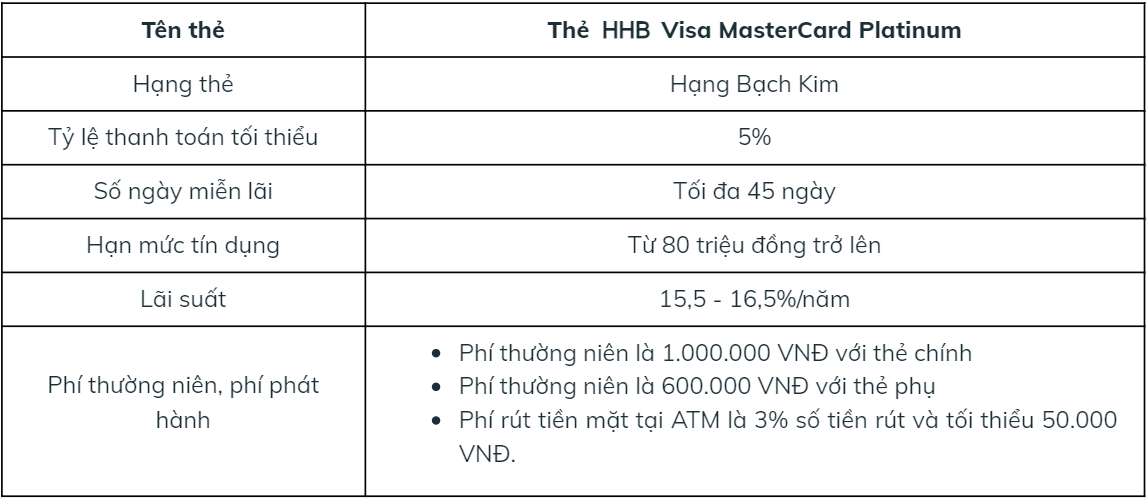 Tên thẻ
Thẻ HHB Visa MasterCard Platinum
Hạng thẻ
Hạng Bạch Kim
Tỷ lệ thanh toán tối thiểu
5%
Số ngày miễn lãi
Tối đa 45 ngày
Hạn mức tín dụng
Từ 80 triệu đồng trở lên
Lãi suất
15,5 - 16,5%/năm
Phí thường niên, phí phát
hành
• Phí thường niên là 1.000.000 VNĐ với thẻ chính
• Phí thường niên là 600.000 VNĐ với thẻ phụ
• Phí rút tiền mặt tại ATM là 3% số tiền rút và tối thiểu 50.000
VNĐ.